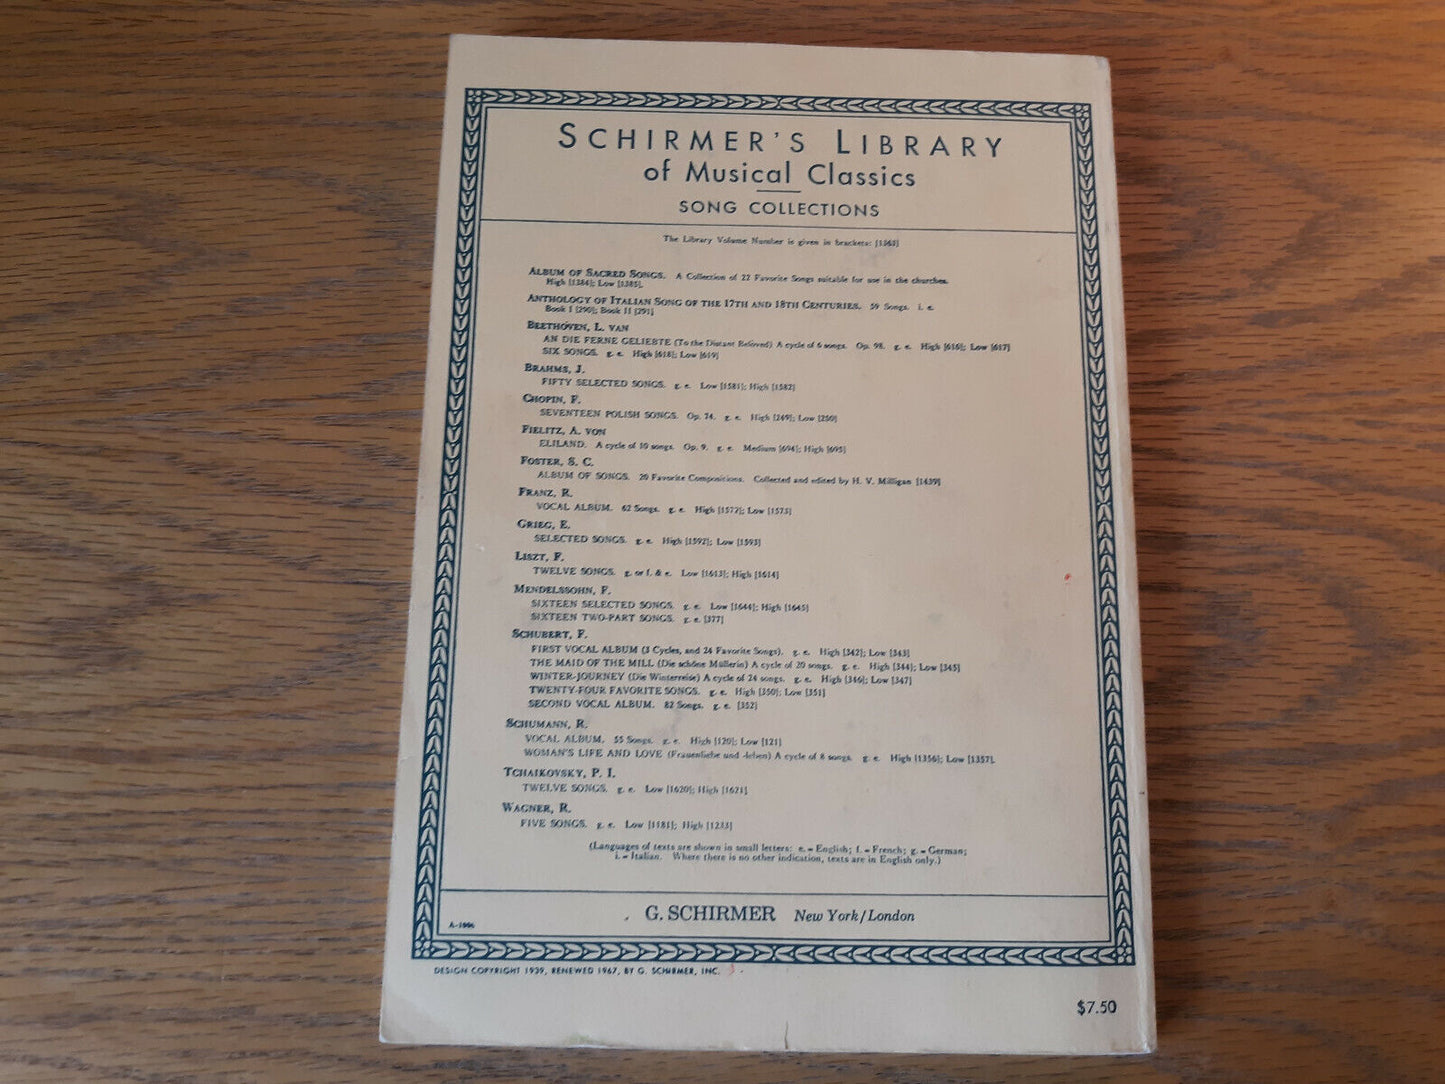 SCHIRMER'S LIBRARY
of Musical Classics
SONG COLLECTIONS
The Library Volume Number is given in brackets: [1363]
ALBUM OF SACRED SONGS. A Collection of 22 Favorite Songs suitable for use in the churches.
High [1384]; Low [1385].
ANTHOLOGY OF ITALIAN SONG OF THE 17TH AND 18TH CENTURIES. 59 Songs. i. e.
Book I [290]; Book II [291]
BEETHOVEN, L. VAN
AN DIE FERNE GELIEBTE (To the Distant Beloved) A cycle of 6 songs. Op. 98. g. e. High [616]; Low [617]
SIX SONGS. g. e. High [618]; Low [619]
BRAHMS, J.
FIFTY SELECTED SONGS. g. e. Low [1581]; High [1582]
CHOPIN, F.
SEVENTEEN POLISH SONGS. Op. 74. g. e. High [249]; Low [250]
FIELITZ, A. VON
ELILAND. A cycle of 10 songs. Op. 9. g. e. Medium [694]; High [695]
FOSTER, S. C.
ALBUM OF SONGS. 20 Favorite Compositions. Collected and edited by H. V. Milligan [1439]
FRANZ, R.
VOCAL ALBUM. 62 Songs. g. e. High [1572]; Low [1573]
GRIEG, E.
SELECTED SONGS. g. e. High [1592]; Low [1593]
LISZT, F.
TWELVE SONGS. g. or f. & e. Low [1613]; High [1614]
MENDELSSOHN, F.
SIXTEEN SELECTED SONGS. g. e. Low [1644]; High [1645]
SIXTEEN TWO-PART SONGS. g. e. [377]
SCHUBERT, F.
FIRST VOCAL ALBUM (3 Cycles, and 24 Favorite Songs). g. e. High [342]; Low [343]
THE MAID OF THE MILL (Die schöne Müllerin) A cycle of 20 songs. g. e. High [344]; Low [345]
WINTER-JOURNEY (Die Winterreise) A cycle of 24 songs. g. e. High [346]; Low [347]
TWENTY-FOUR FAVORITE SONGS. g. e. High [350]; Low [351]
SECOND VOCAL ALBUM. 82 Songs. g. e. [352]
SCHUMANN, R.
VOCAL ALBUM. 55 Songs. g. e. High [120]; Low [121]
WOMAN'S LIFE AND LOVE (Frauenliebe und -leben) A cycle of 8 songs. g. e. High [1356]; Low [1357].
TCHAIKOVSKY, P. I.
TWELVE SONGS. g. e. Low [1620]; High [1621]
WAGNER, R.
FIVE SONGS. g. e. Low [1181]; High [1233]
(Languages of texts are shown in small letters: e. = English; f. = French; g. = German;
i. = Italian. Where there is no other indication, texts are in English only.)
G. SCHIRMER New York/London
DESIGN COPYRIGHT 1939, RENEWED 1967, BY G. SCHIRMER, INC.
$7.50